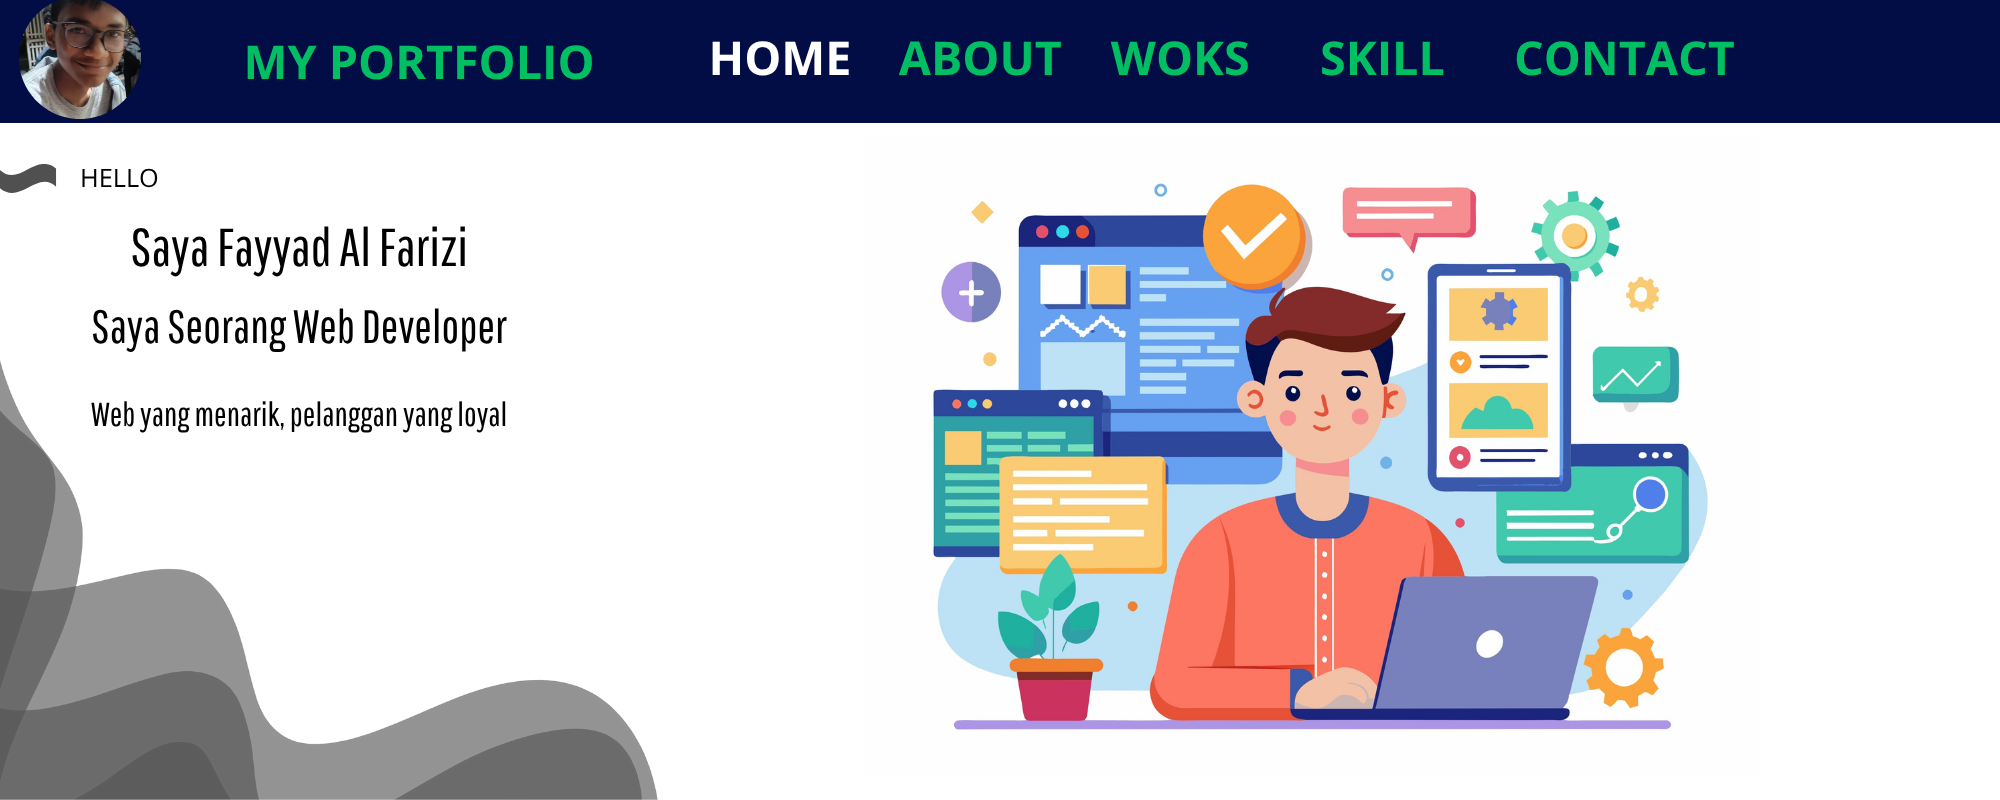 MY PORTFOLIO
HOME ABOUT WOKS SKILL CONTACT
HELLO
Saya Fayyad Al Farizi
Saya Seorang Web Developer
Web yang menarik, pelanggan yang loyal